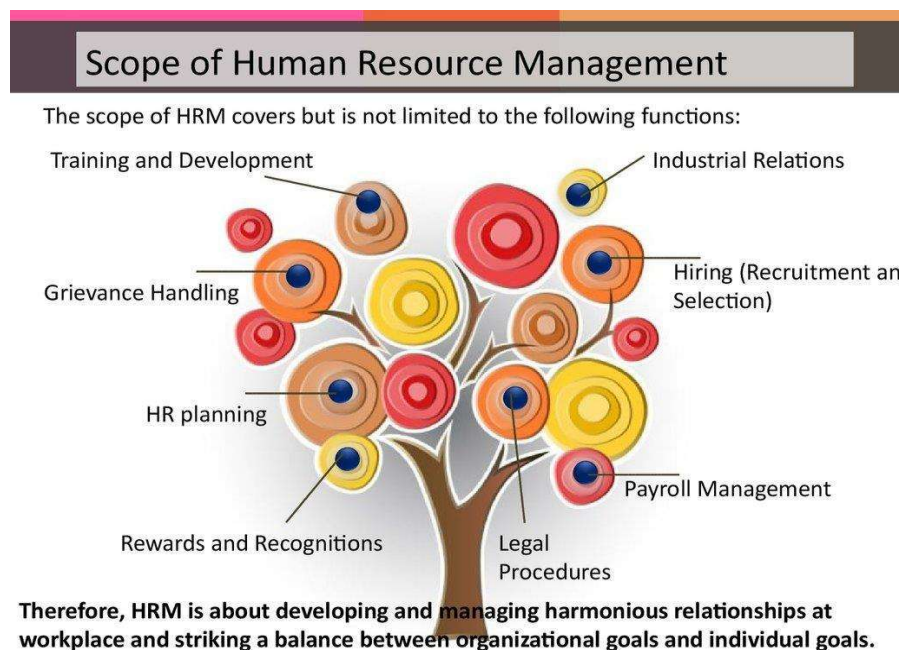 Scope of Human Resource Management
The scope of HRM covers but is not limited to the following functions:
Training and Development
Industrial Relations
Grievance Handling
Hiring (Recruitment an
Selection)
HR planning
Payroll Management
Rewards and Recognitions
Legal
Procedures
Therefore, HRM is about developing and managing harmonious relationships at
workplace and striking a balance between organizational goals and individual goals.